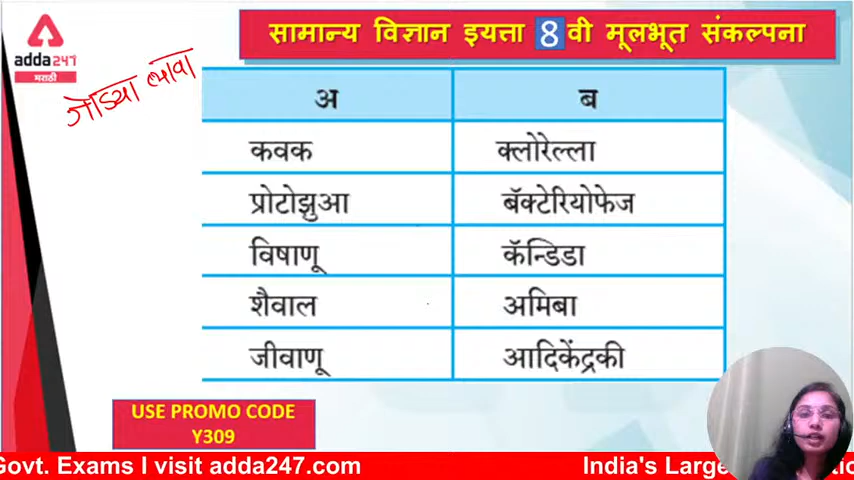 सामान्य विज्ञान इयत्ता 8 वी मूलभूत संकल्पना
adda247
मराठी
जोड्या लावा
अ ब
कवक क्लोरेल्ला
प्रोटोझुआ बॅक्टेरियोफेज
विषाणू कॅन्डिडा
शैवाल अमिबा
जीवाणू आदिकेंद्रकी
USE PROMO CODE
Y309
Govt. Exams I visit adda247.com India's Large